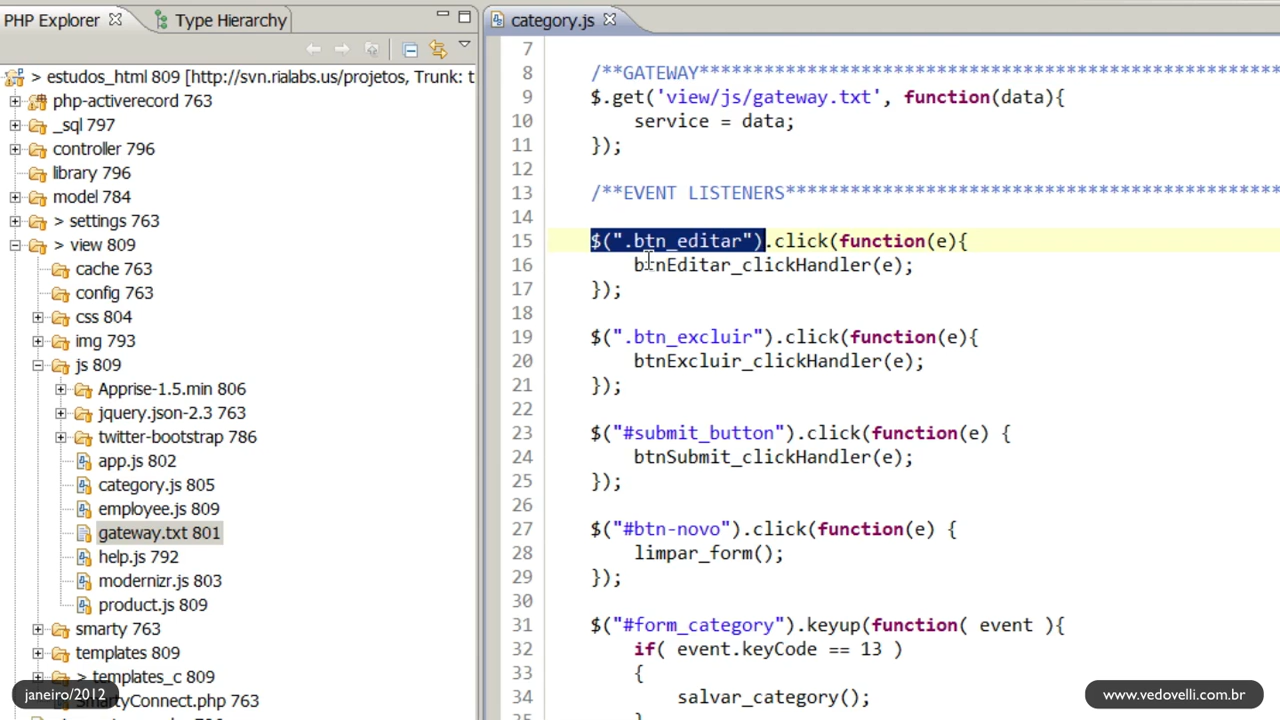 PHP Explorer
Type Hierarchy
> estudos_html 809 [http://svn.rialabs.us/projetos, Trunk: t
php-activerecord 763
_sql 797
controller 796
library 796
model 784
> settings 763
> view 809
cache 763
config 763
css 804
img 793
js 809
Apprise-1.5.min 806
jquery.json-2.3 763
twitter-bootstrap 786
app.js 802
category.js 805
employee.js 809
gateway.txt 801
help.js 792
modernizr.js 803
product.js 809
smarty 763
templates 809
> templates_c 809
janeiro/2012
martyConnect.php 763
category.js
7
8 /**GATEWAY******************************************************
9 $.get('view/js/gateway.txt', function(data){
10 service = data;
11 });
12
13 /**EVENT LISTENERS**********************************************
14
15 $(".btn_editar").click(function(e){
16 btnEditar_clickHandler(e);
17 });
18
19 $(".btn_excluir").click(function(e){
20 btnExcluir_clickHandler(e);
21 });
22
23 $("#submit_button").click(function(e) {
24 btnSubmit_clickHandler(e);
25 });
26
27 $("#btn-novo").click(function(e) {
28 limpar_form();
29 });
30
31 $("#form_category").keyup(function( event ){
32 if( event.keyCode == 13 )
33 {
34 salvar_category();
www.vedovelli.com.br